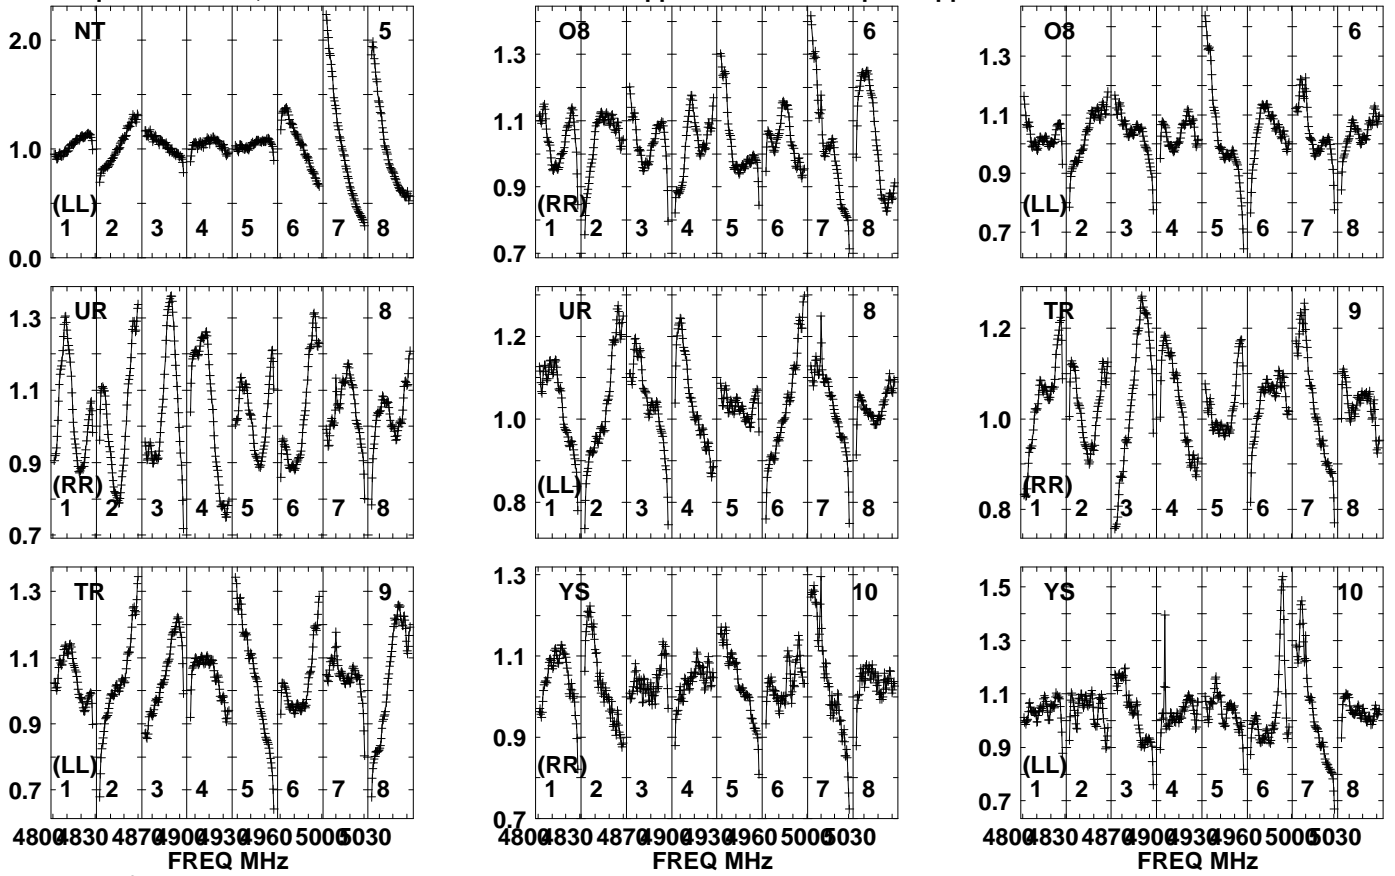 NT 5
2.0
1.0
0.0
(LL)
1 2 3 4 5 6 7 8
O8 6
1.3
1.1
0.9
0.7
(RR)
1 2 3 4 5 6 7 8
O8 6
1.3
1.1
0.9
0.7
(LL)
1 2 3 4 5 6 7 8
UR 8
1.3
1.1
0.9
0.7
(RR)
1 2 3 4 5 6 7 8
UR 8
1.2
1.0
0.8
(LL)
1 2 3 4 5 6 7 8
TR 9
1.2
1.0
0.8
(RR)
1 2 3 4 5 6 7 8
TR 9
1.3
1.1
0.9
0.7
(LL)
1 2 3 4 5 6 7 8
4800 4830 4870 4900 4930 4960 5000 5030
FREQ MHz
YS 10
1.3
1.1
0.9
0.7
(RR)
1 2 3 4 5 6 7 8
4800 4830 4870 4900 4930 4960 5000 5030
FREQ MHz
YS 10
1.5
1.3
1.1
0.9
0.7
(LL)
1 2 3 4 5 6 7 8
4800 4830 4870 4900 4930 4960 5000 5030
FREQ MHz